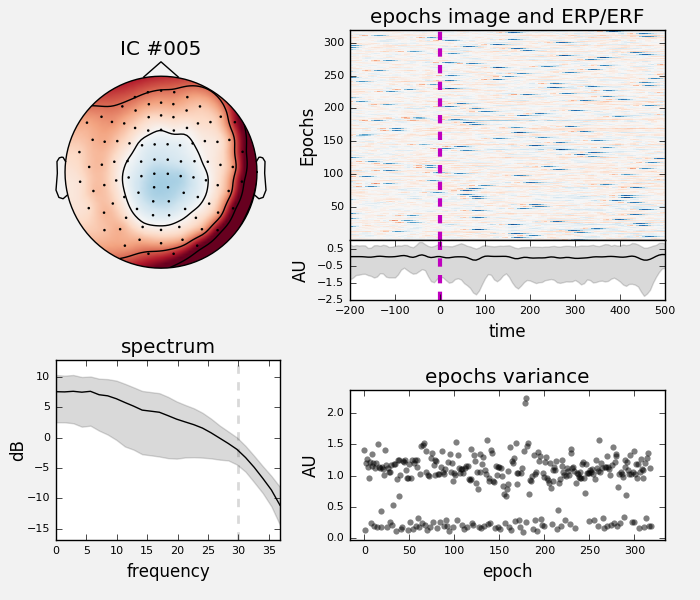 IC #005
epochs image and ERP/ERF
Epochs
300
250
200
150
100
50
AU
0.5
−0.5
−1.5
−2.5
−200 −100 0 100 200 300 400 500
time
spectrum
dB
10
5
0
−5
−10
−15
0 5 10 15 20 25 30 35
frequency
epochs variance
AU
2.0
1.5
1.0
0.5
0.0
0 50 100 150 200 250 300
epoch